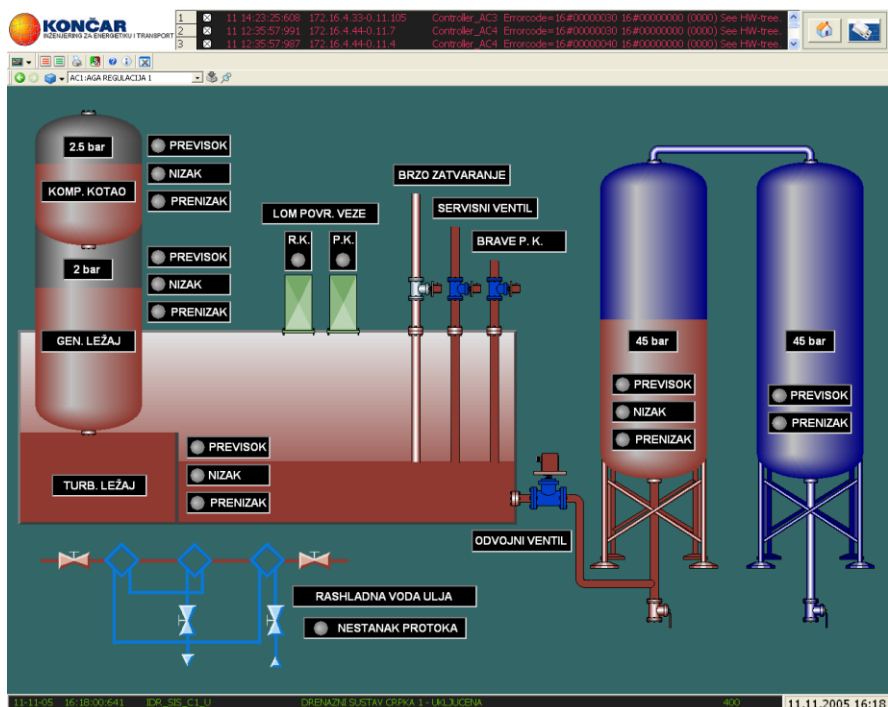 KONČAR
INŽENJERING ZA ENERGETIKU I TRANSPORT
1 11 14:23:25:608 172.16.4.33-0.11.105 Controller_AC3 Errorcode=16#00000030 16#00000000 (0000) See HW-tree.
2 11 12:35:57:991 172.16.4.44-0.11.7 Controller_AC4 Errorcode=16#00000030 16#00000000 (0000) See HW-tree.
3 11 12:35:57:987 172.16.4.44-0.11.4 Controller_AC4 Errorcode=16#00000040 16#00000000 (0000) See HW-tree.
AC1:AGA REGULACIJA 1
2.5 bar
PREVISOK
KOMP. KOTAO
NIZAK
PRENIZAK
2 bar
PREVISOK
NIZAK
PRENIZAK
GEN. LEŽAJ
LOM POVR. VEZE
R.K.
P.K.
BRZO ZATVARANJE
SERVISNI VENTIL
BRAVE P. K.
TURB. LEŽAJ
PREVISOK
NIZAK
PRENIZAK
45 bar
PREVISOK
NIZAK
PRENIZAK
45 bar
PREVISOK
PRENIZAK
ODVOJNI VENTIL
RASHLADNA VODA ULJA
NESTANAK PROTOKA
11-11-05 16:18:00:641 IDR_SIS_C1_U DRENAZNI SUSTAV CRPKA 1 - UKLJUCENA 400
11.11.2005 16:18